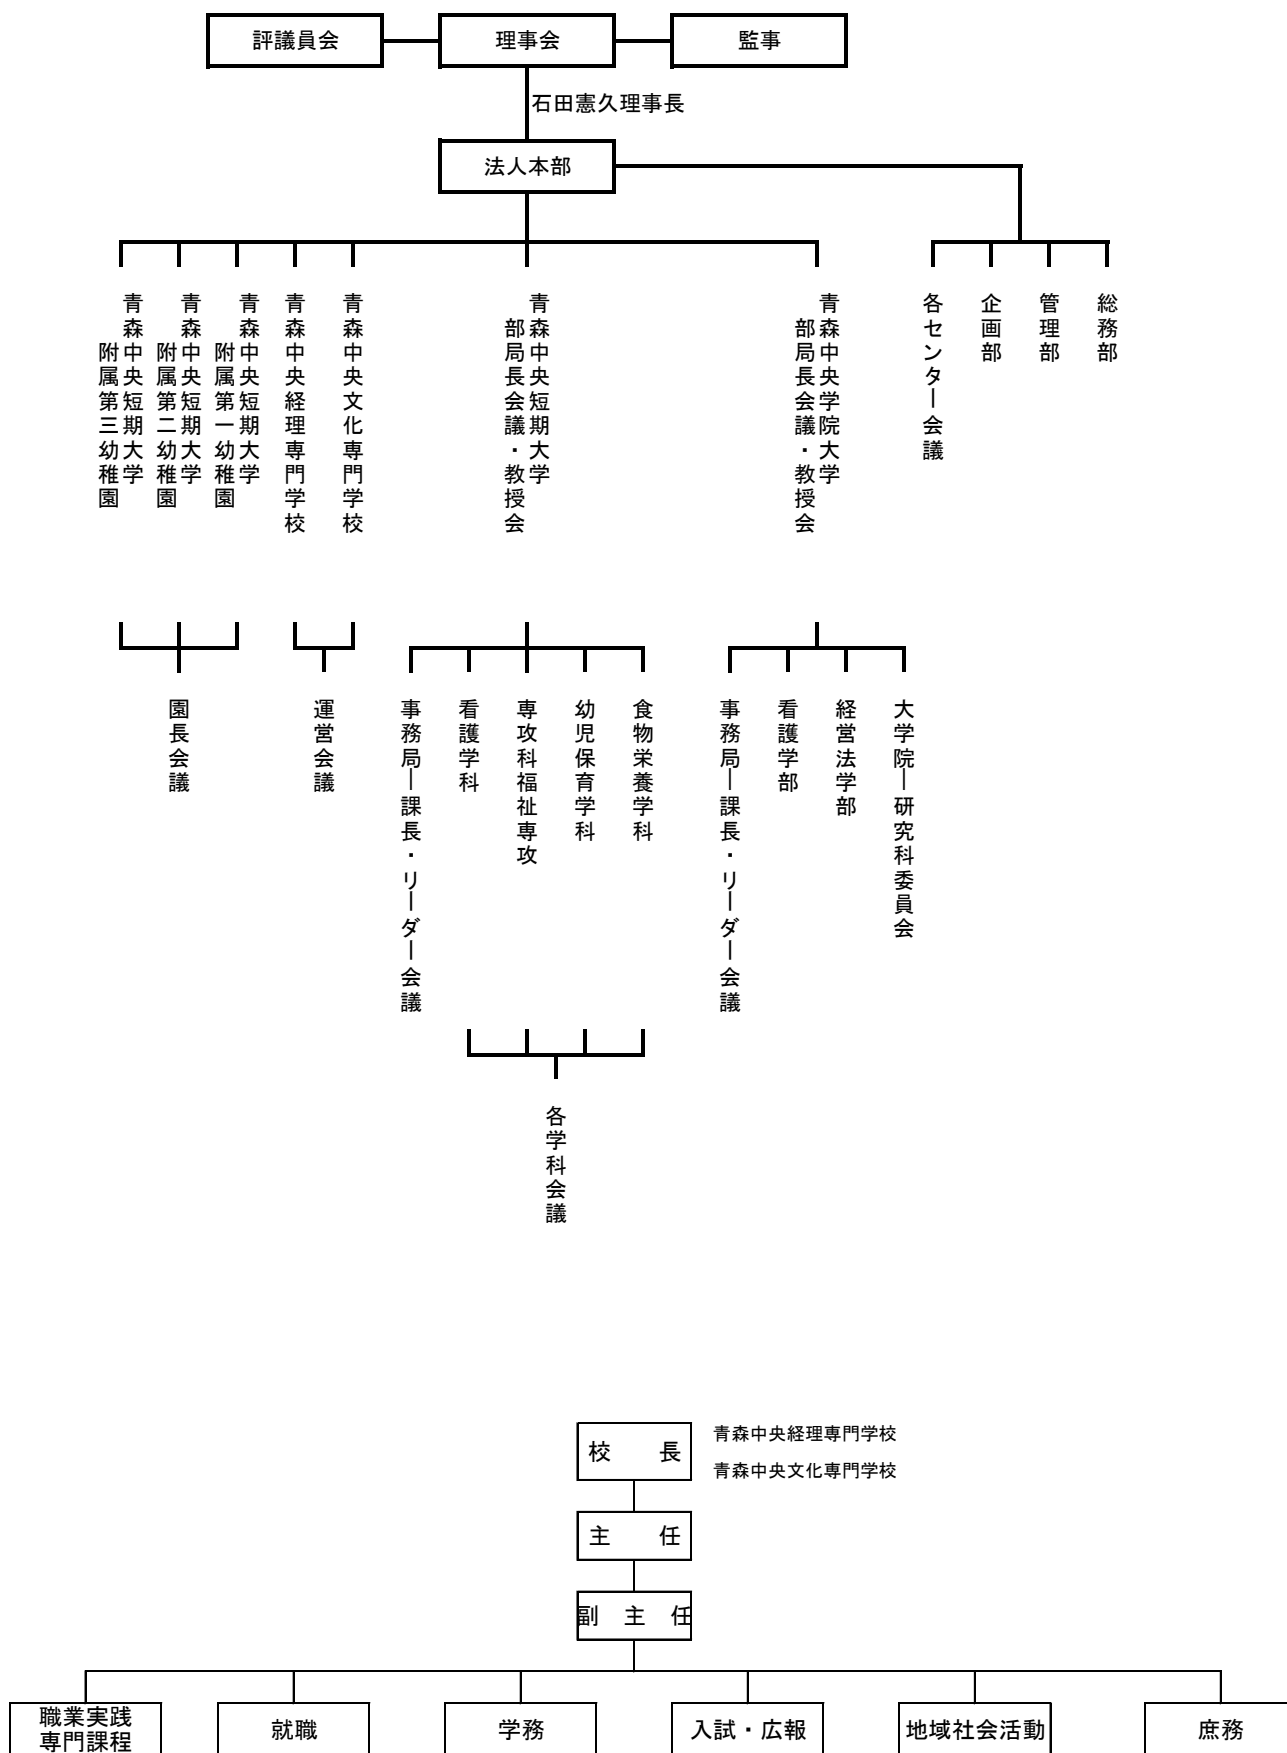 評議員会
理事会
監事
石田憲久理事長
法人本部
青森中央短期大学
附属第三幼稚園
青森中央短期大学
附属第二幼稚園
青森中央短期大学
附属第一幼稚園
青森中央経理専門学校
青森中央文化専門学校
青森中央短期大学
部局長会議・教授会
青森中央学院大学
部局長会議・教授会
各センター会議
企画部
管理部
総務部
園長会議
運営会議
事務局―課長・リーダー会議
看護学科
専攻科福祉専攻
幼児保育学科
食物栄養学科
事務局―課長・リーダー会議
看護学部
経営法学部
大学院―研究科委員会
各学科会議
校　長
青森中央経理専門学校
青森中央文化専門学校
主　任
副　主　任
職業実践
専門課程
就職
学務
入試・広報
地域社会活動
庶務